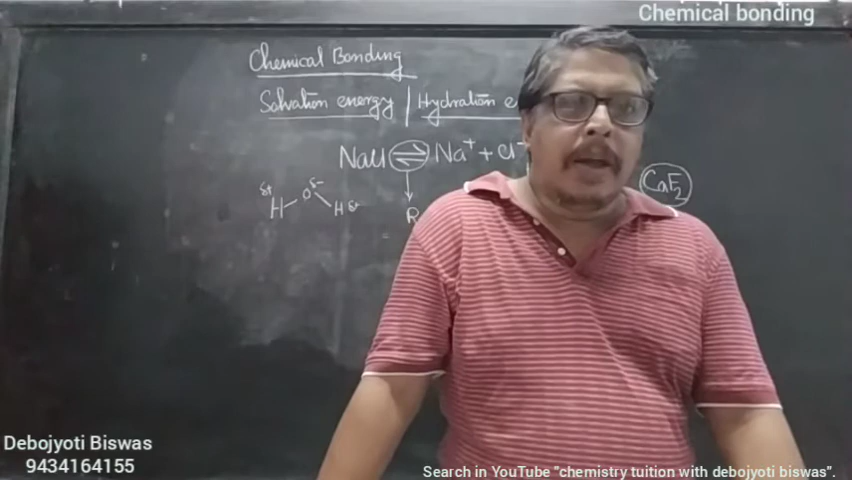 Chemical bonding
Chemical Bonding
Solvation energy | Hydration e
NaCl ⇌ Na⁺ + Cl⁻
CaF₂
δ+ H - O δ- - H δ+
R
Debojyoti Biswas
9434164155
Search in YouTube "chemistry tuition with debojyoti biswas".